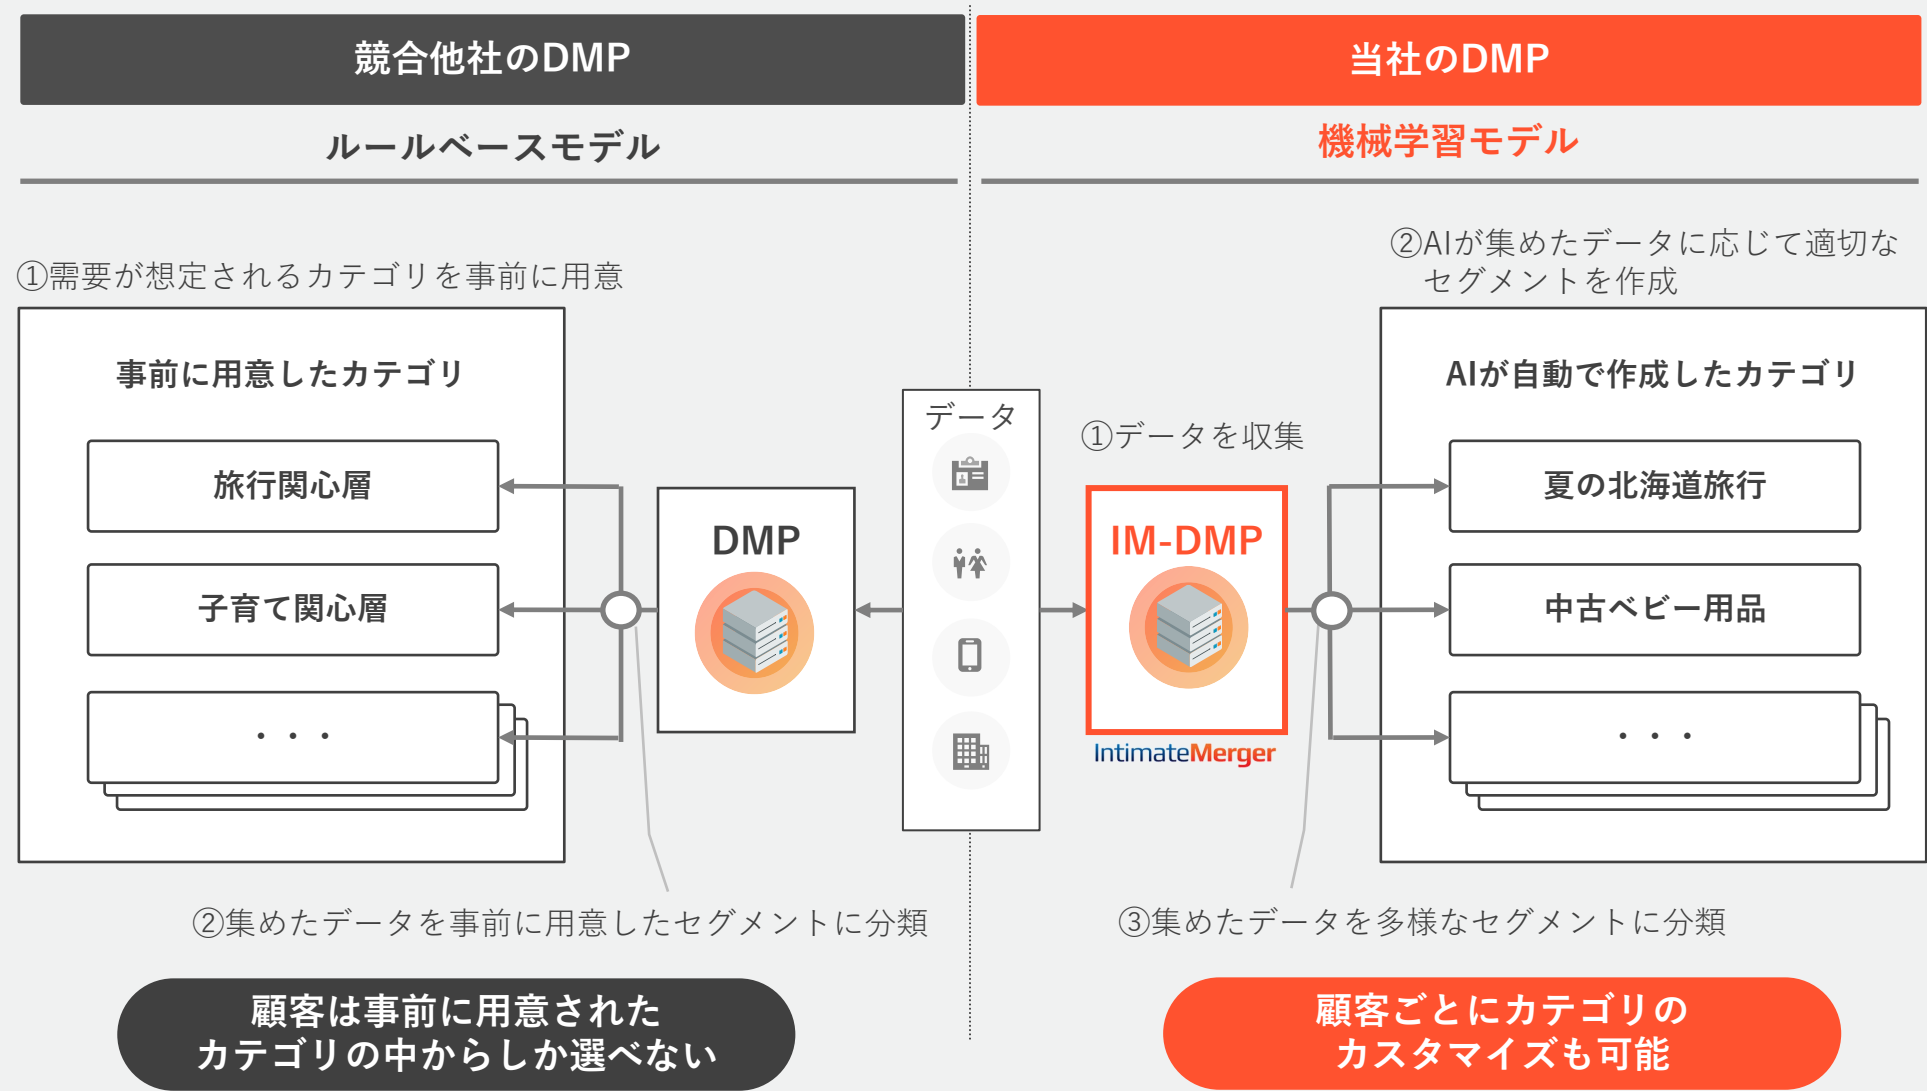 競合他社のDMP
ルールベースモデル
①需要が想定されるカテゴリを事前に用意
事前に用意したカテゴリ
旅行関心層
子育て関心層
・・・
DMP
②集めたデータを事前に用意したセグメントに分類
顧客は事前に用意された
カテゴリの中からしか選べない
データ
当社のDMP
機械学習モデル
①データを収集
IM-DMP
IntimateMerger
②AIが集めたデータに応じて適切な
セグメントを作成
AIが自動で作成したカテゴリ
夏の北海道旅行
中古ベビー用品
・・・
③集めたデータを多様なセグメントに分類
顧客ごとにカテゴリの
カスタマイズも可能